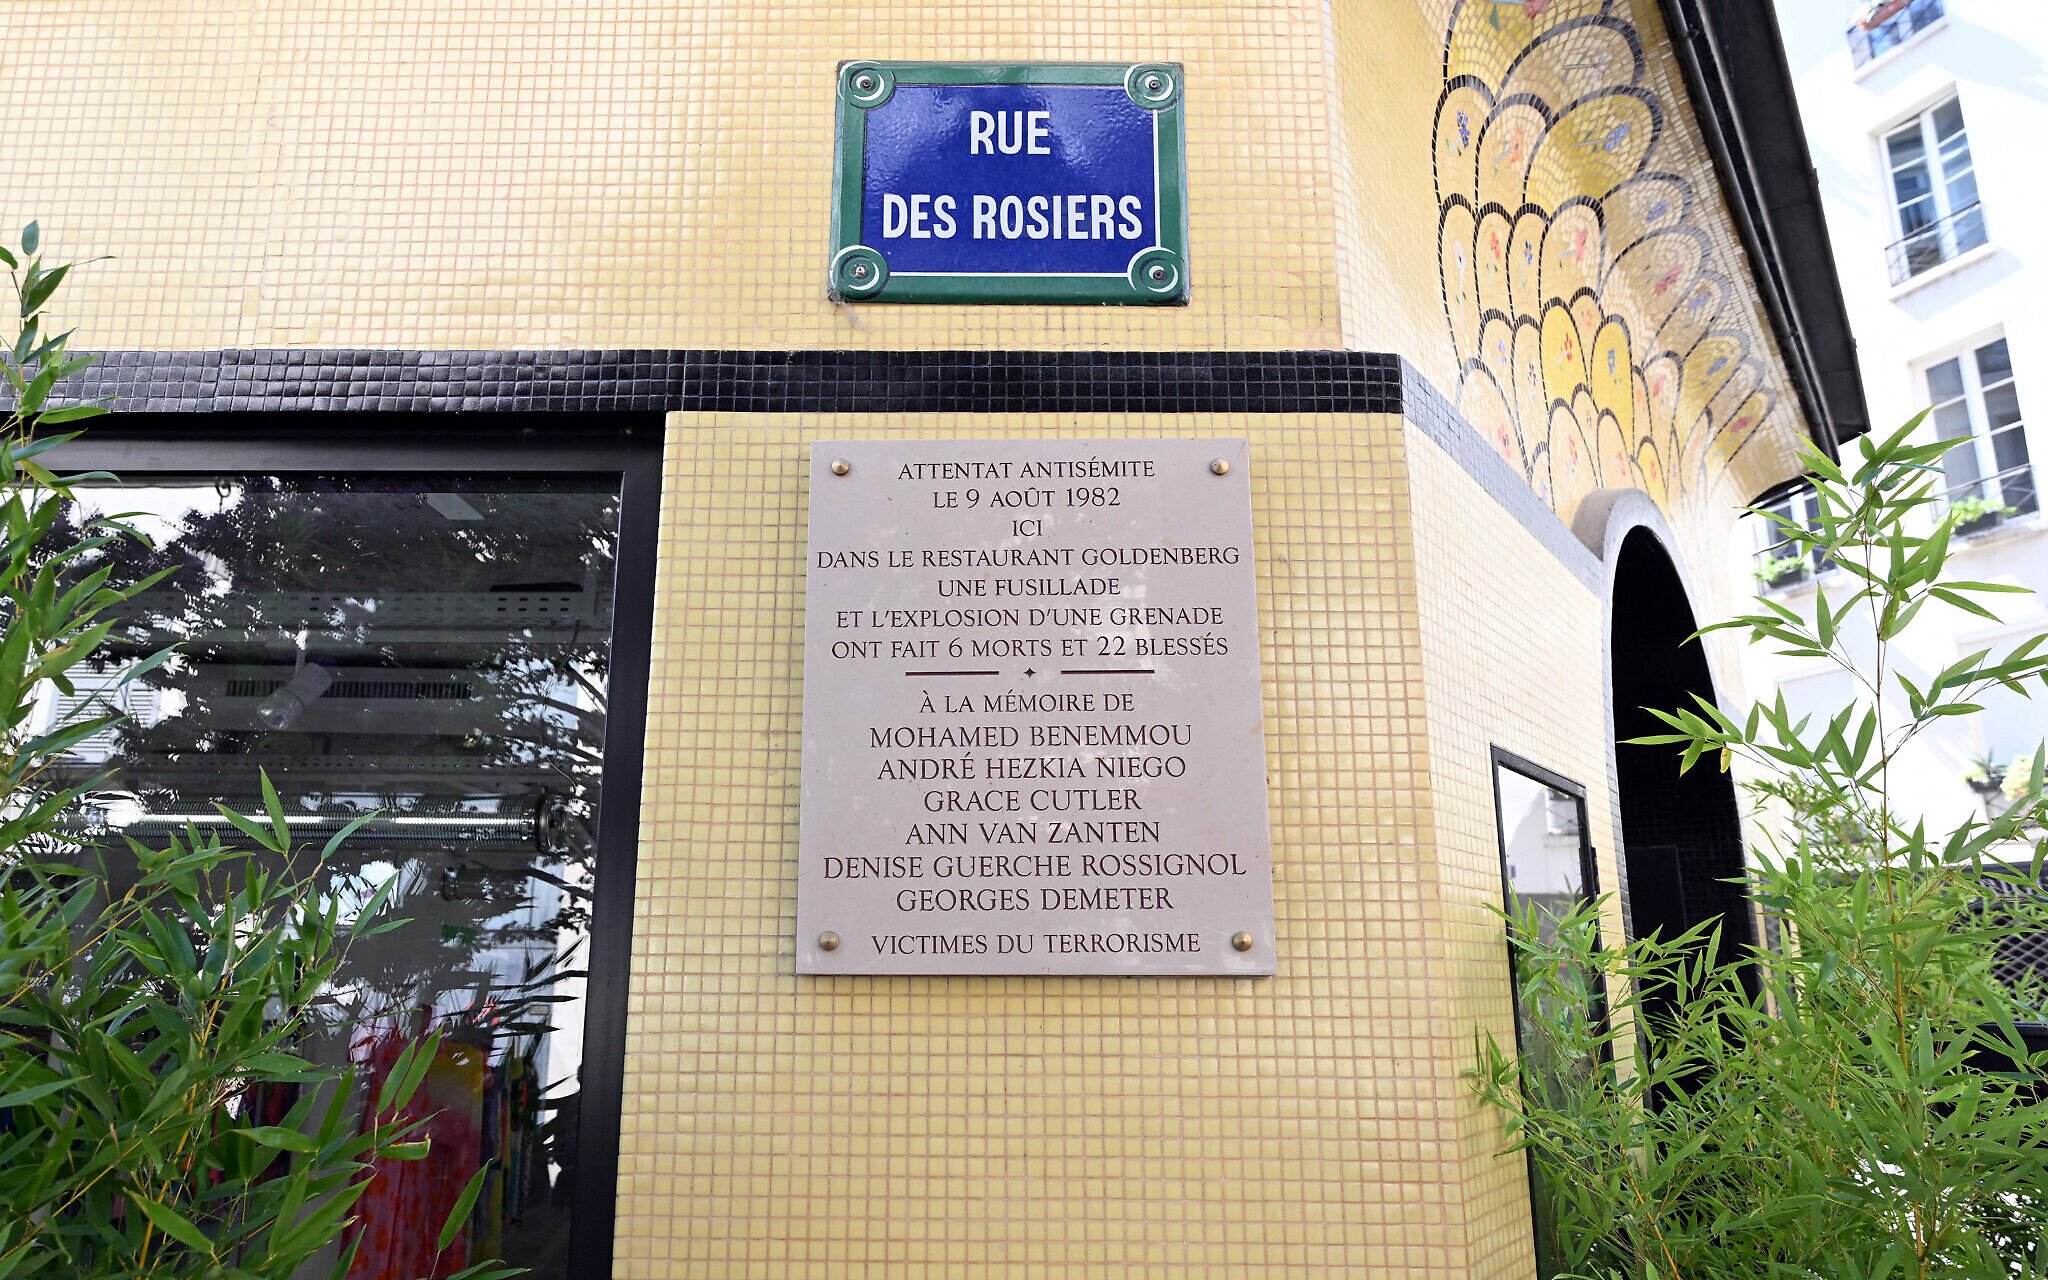 RUE
DES ROSIERS
ATTENTAT ANTISÉMITE
LE 9 AOÛT 1982
ICI
DANS LE RESTAURANT GOLDENBERG
UNE FUSILLADE
ET L'EXPLOSION D'UNE GRENADE
ONT FAIT 6 MORTS ET 22 BLESSÉS
À LA MÉMOIRE DE
MOHAMED BENEMMOU
ANDRÉ HEZKIA NIEGO
GRACE CUTLER
ANN VAN ZANTEN
DENISE GUERCHE ROSSIGNOL
GEORGES DEMETER
VICTIMES DU TERRORISME